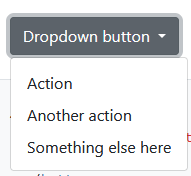 Dropdown button
Action
Another action
Something else here